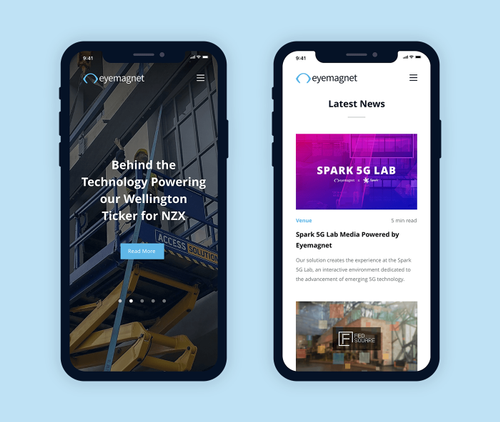 9:41
eyemagnet
Behind the
Technology Powering
our Wellington
Ticker for NZX
ACCESS SOLUTION
Read More
9:41
eyemagnet
Latest News
SPARK 5G LAB
eyemagnet
Spark
Venue
5 min read
Spark 5G Lab Media Powered by
Eyemagnet
Our solution creates the experience at the Spark
5G Lab, an interactive environment dedicated to
the advancement of emerging 5G technology.
FED
SQUARE